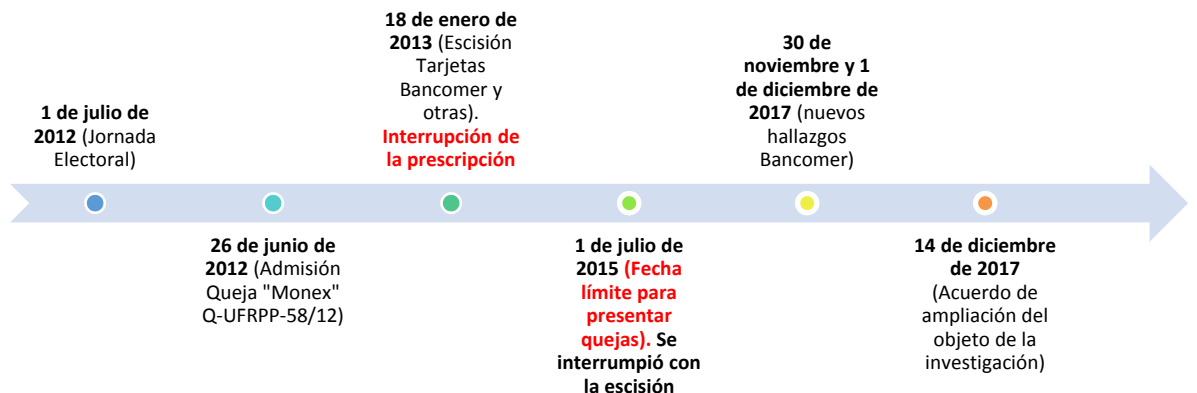 1 de julio de
2012 (Jornada
Electoral)
26 de junio de
2012 (Admisión
Queja "Monex"
Q-UFRPP-58/12)
18 de enero de
2013 (Escisión
Tarjetas
Bancomer y
otras).
Interrupción de
la prescripción
1 de julio de
2015 (Fecha
límite para
presentar
quejas). Se
interrumpió con
la escisión
30 de
noviembre y 1
de diciembre de
2017 (nuevos
hallazgos
Bancomer)
14 de diciembre
de 2017
(Acuerdo de
ampliación del
objeto de la
investigación)